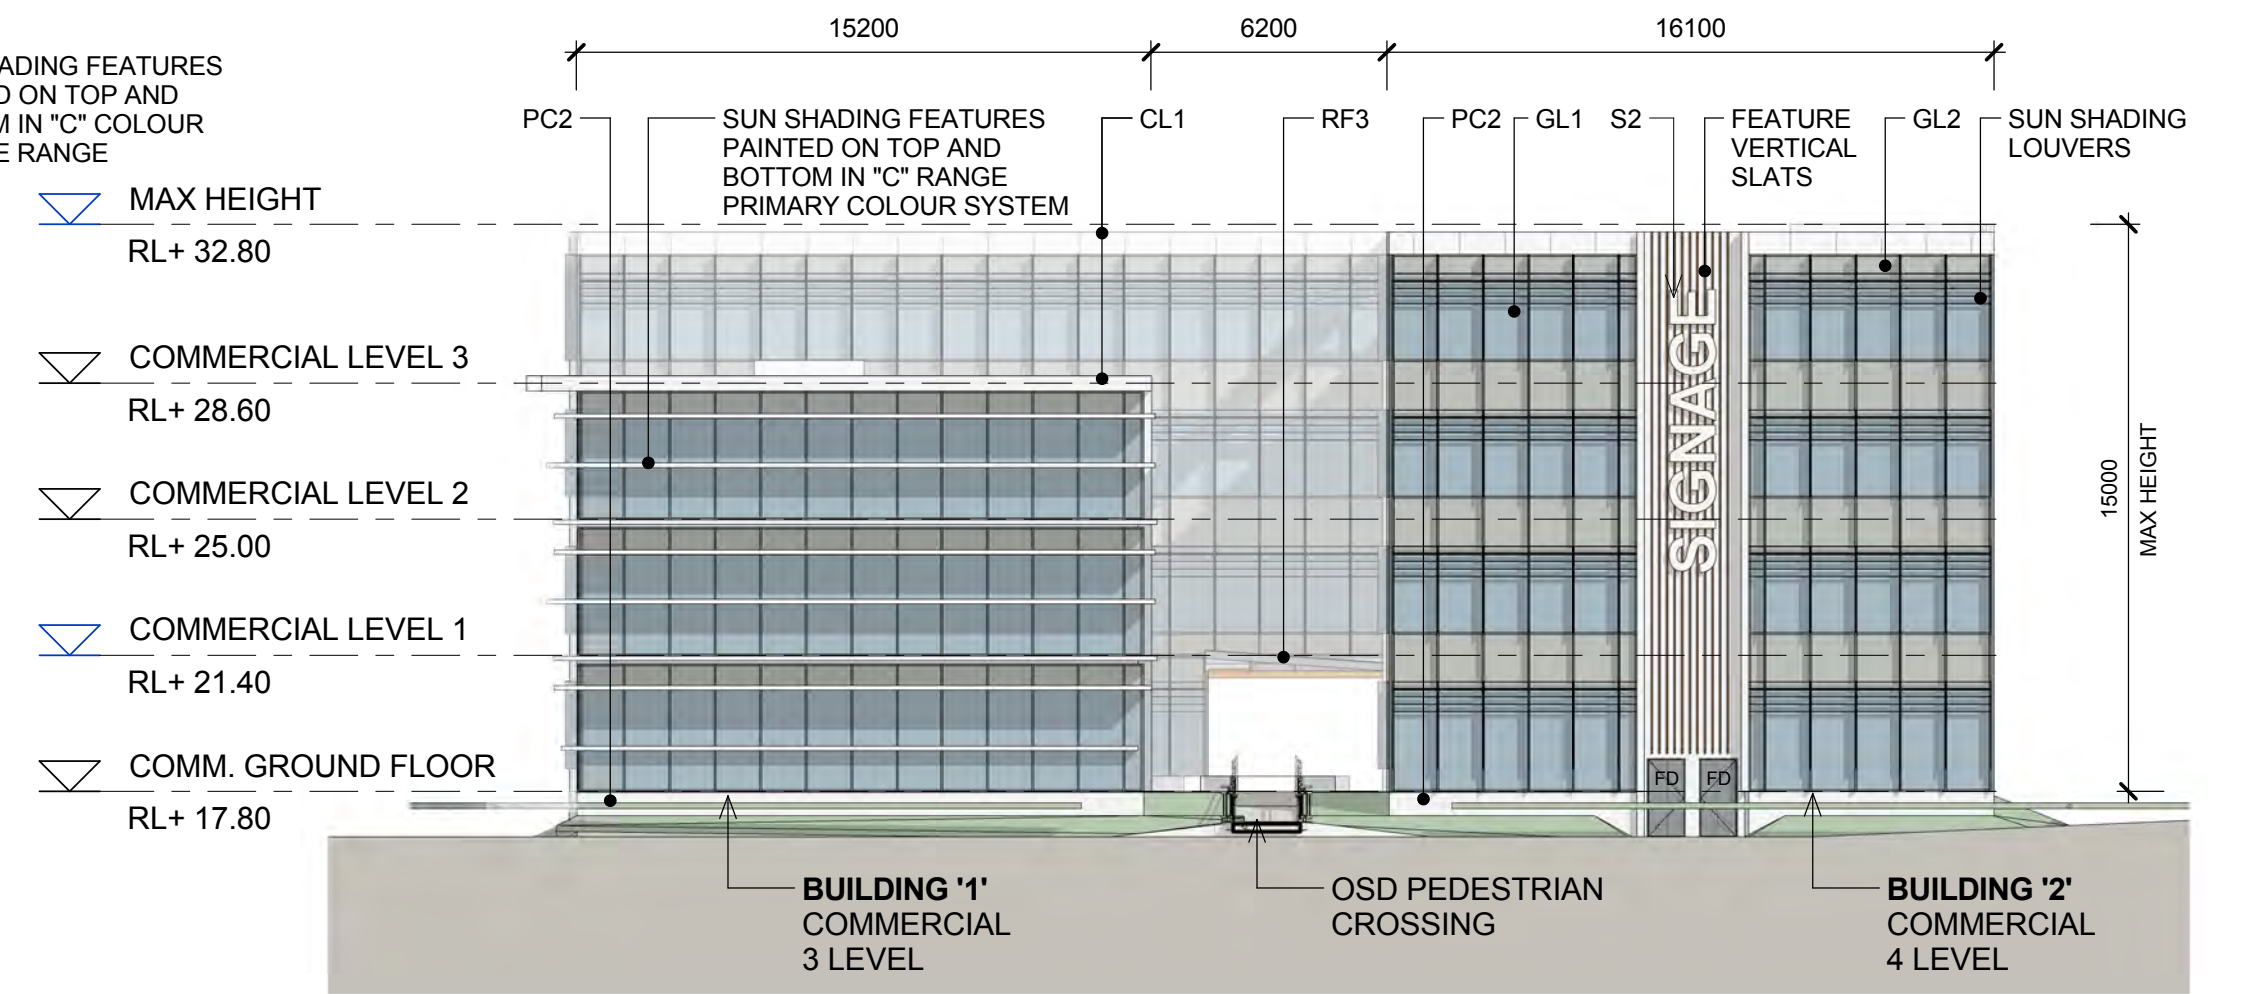 15200
6200
16100
ADING FEATURES
D ON TOP AND
M IN "C" COLOUR
E RANGE
PC2
SUN SHADING FEATURES
PAINTED ON TOP AND
BOTTOM IN "C" RANGE
PRIMARY COLOUR SYSTEM
CL1
RF3
PC2
GL1
S2
FEATURE
VERTICAL
SLATS
GL2
SUN SHADING
LOUVERS
MAX HEIGHT
RL+ 32.80
COMMERCIAL LEVEL 3
RL+ 28.60
COMMERCIAL LEVEL 2
RL+ 25.00
COMMERCIAL LEVEL 1
RL+ 21.40
COMM. GROUND FLOOR
RL+ 17.80
SIGNAGE
15000
MAX HEIGHT
FD
FD
BUILDING '1'
COMMERCIAL
3 LEVEL
OSD PEDESTRIAN
CROSSING
BUILDING '2'
COMMERCIAL
4 LEVEL